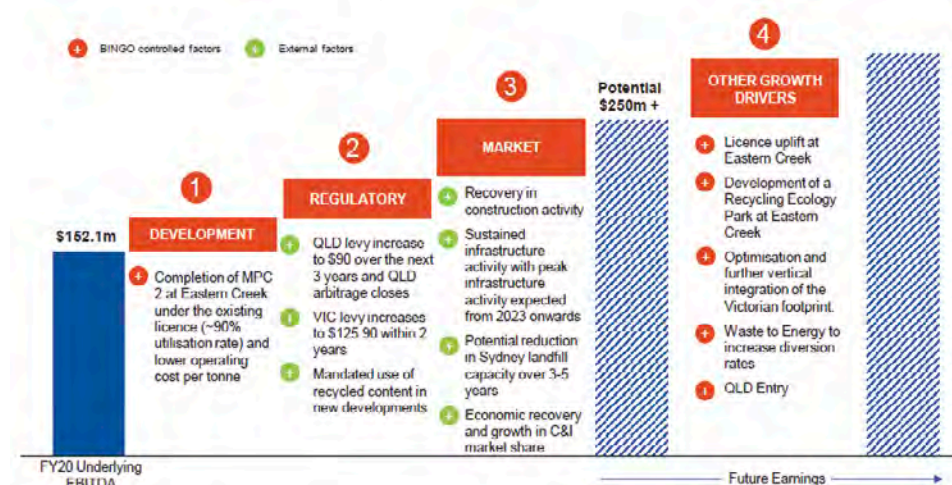 BINGO controlled factors
External factors
$152.1m
1
DEVELOPMENT
Completion of MPC
2 at Eastern Creek
under the existing
licence (~90%
utilisation rate) and
lower operating
cost per tonne
2
REGULATORY
QLD levy increase
to $90 over the next
3 years and QLD
arbitrage closes
VIC levy increases
to $125.90 within 2
years
Mandated use of
recycled content in
new developments
3
MARKET
Recovery in
construction activity
Sustained
infrastructure
activity with peak
infrastructure
activity expected
from 2023 onwards
Potential reduction
in Sydney landfill
capacity over 3-5
years
Economic recovery
and growth in C&I
market share
Potential
$250m +
4
OTHER GROWTH
DRIVERS
Licence uplift at
Eastern Creek
Development of a
Recycling Ecology
Park at Eastern
Creek
Optimisation and
further vertical
integration of the
Victorian footprint.
Waste to Energy to
increase diversion
rates
QLD Entry
FY20 Underlying
EBITDA
Future Earnings